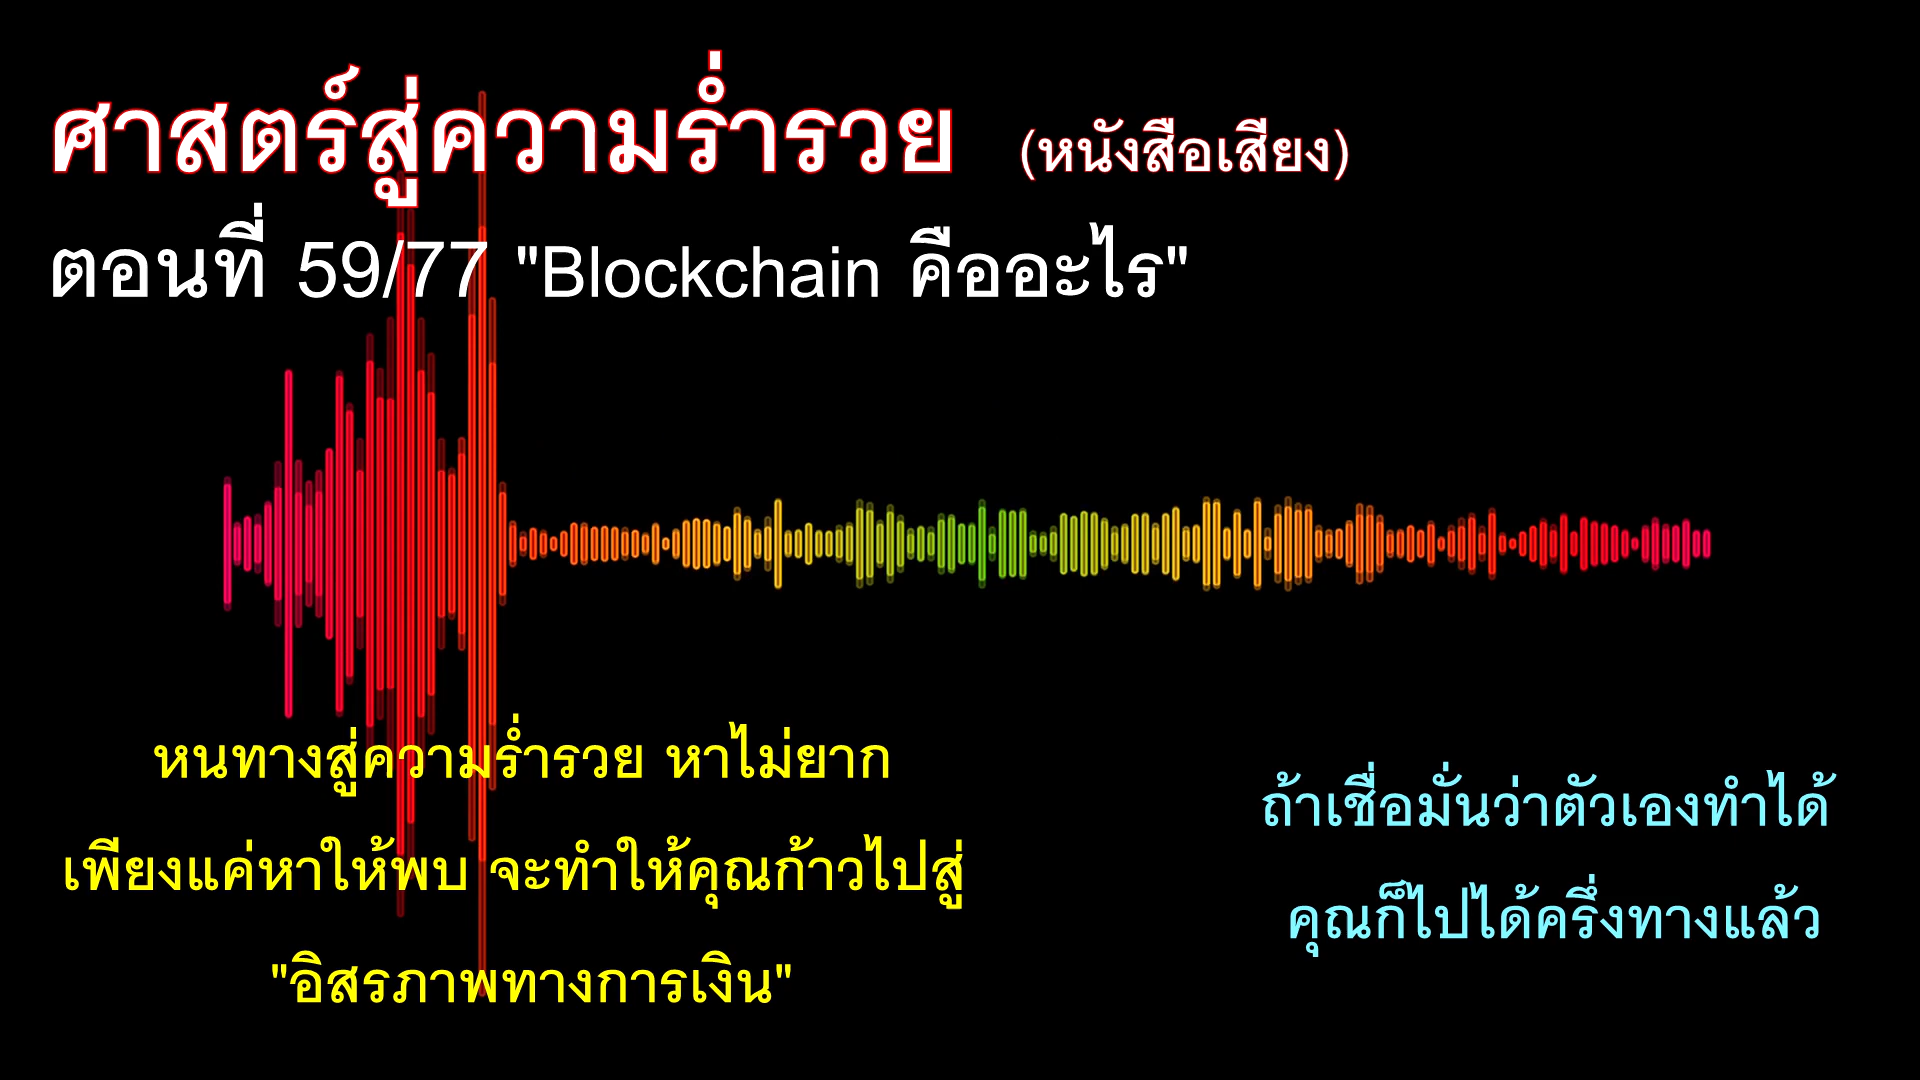 ศาสตร์สู่ความร่ำรวย (หนังสือเสียง)
ตอนที่ 59/77 "Blockchain คืออะไร"
หนทางสู่ความร่ำรวย หาไม่ยาก
เพียงแค่หาให้พบ จะทำให้คุณก้าวไปสู่
"อิสรภาพทางการเงิน"
ถ้าเชื่อมั่นว่าตัวเองทำได้
คุณก็ไปได้ครึ่งทางแล้ว